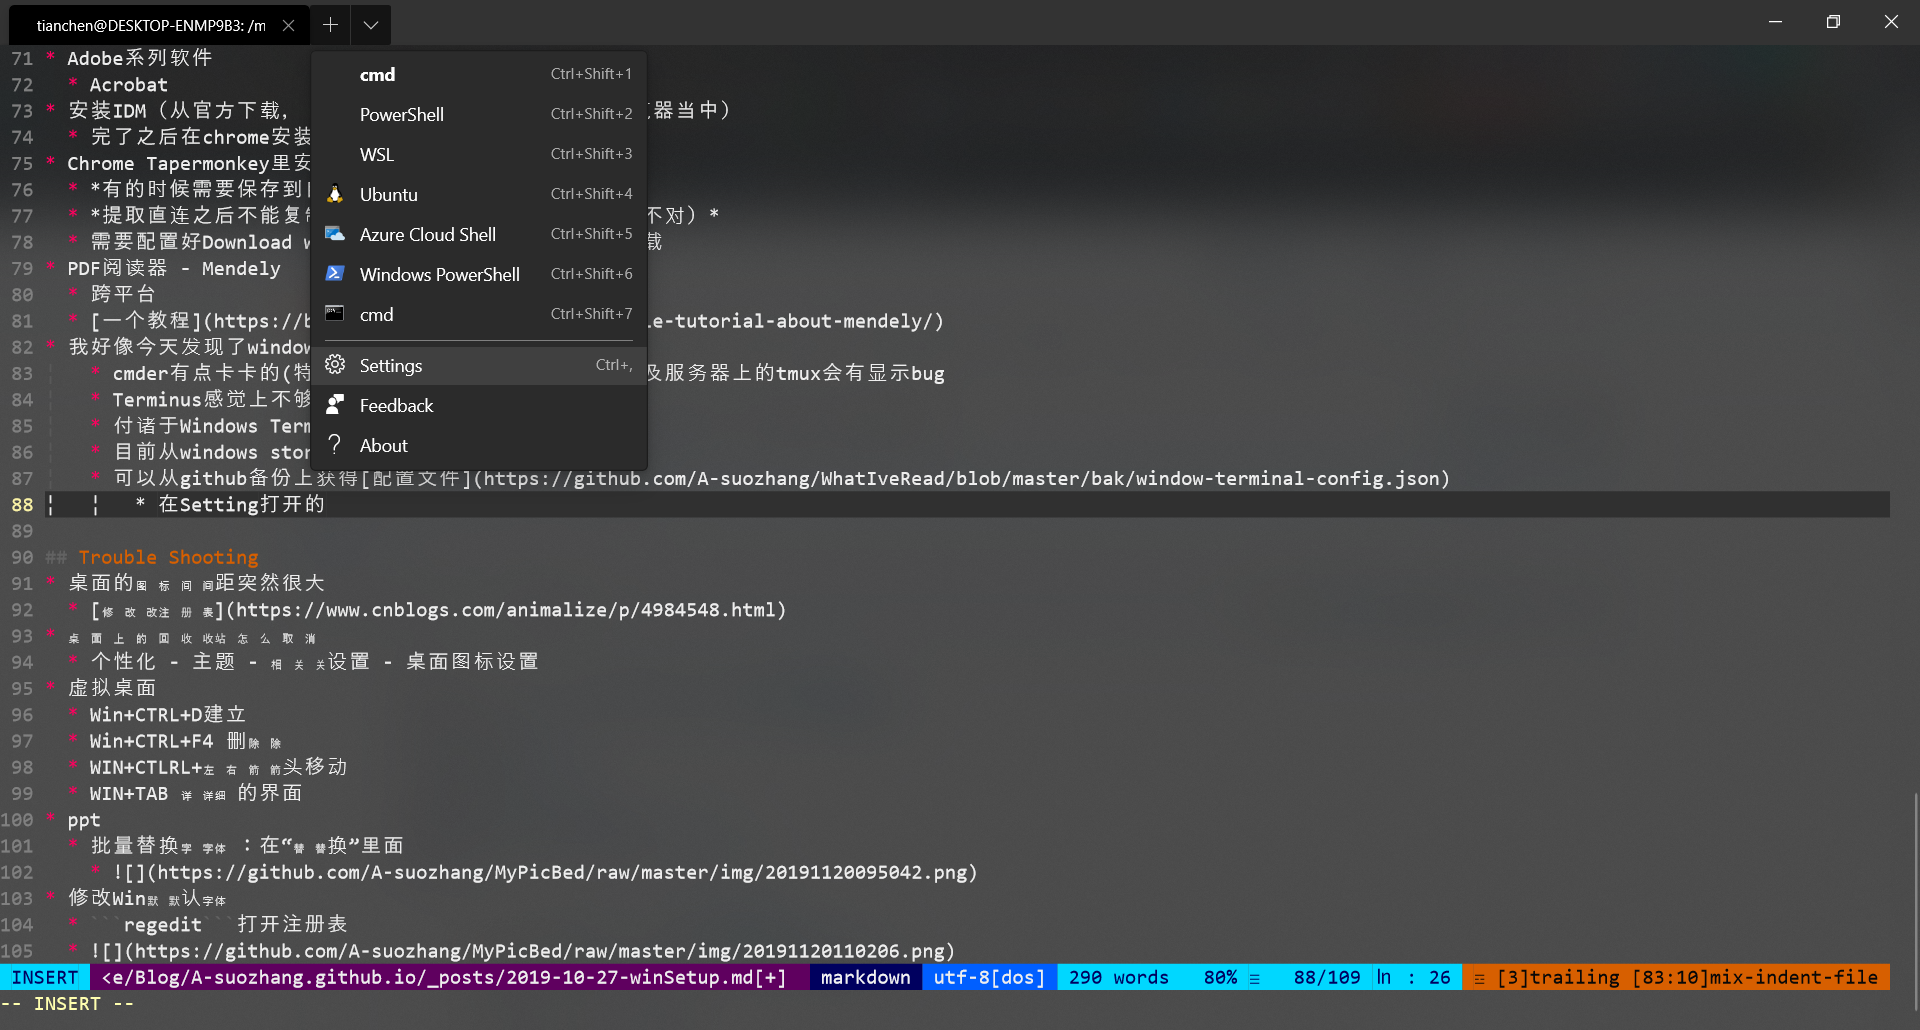 tianchen@DESKTOP-ENMP9B3: /m
71 * Adobe系列软件
72 * Acrobat
73 * 安装IDM（从官方下载， 器当中）
74 * 完了之后在chrome安装
75 * Chrome Tapermonkey里安
76 * *有的时候需要保存到
77 * *提取直连之后不能复 不对）*
78 * 需要配置好Download 载
79 * PDF阅读器 - Mendely
80 * 跨平台
81 * [一个教程](https://b le-tutorial-about-mendely/)
82 * 我好像今天发现了window
83 * cmder有点卡卡的(特 及服务器上的tmux会有显示bug
84 * Terminus感觉上不够
85 * 付诸于Windows Term
86 * 目前从windows stor
87 * 可以从github备份上获得[配置文件](https://github.com/A-suozhang/WhatIveRead/blob/master/bak/window-terminal-config.json)
88 ¦ ¦ * 在Setting打开的
89
90 ## Trouble Shooting
91 * 桌面的图 标 间 间距突然很大
92 * [修 改 改注 册 表](https://www.cnblogs.com/animalize/p/4984548.html)
93 * 桌 面 上 的 回 收 收站 怎 么 取 消
94 * 个性化 - 主题 - 相 关 关设置 - 桌面图标设置
95 * 虚拟桌面
96 * Win+CTRL+D建立
97 * Win+CTRL+F4 删除 除
98 * WIN+CTLRL+左 右 箭 箭头移动
99 * WIN+TAB 详 详细 的界面
100 * ppt
101 * 批量替换字 字体 ：在“替 替换”里面
102 * ![](https://github.com/A-suozhang/MyPicBed/raw/master/img/20191120095042.png)
103 * 修改Win默 默认字体
104 * ```regedit```打开注册表
105 * ![](https://github.com/A-suozhang/MyPicBed/raw/master/img/20191120110206.png)
cmd Ctrl+Shift+1
PowerShell Ctrl+Shift+2
WSL Ctrl+Shift+3
Ubuntu Ctrl+Shift+4
Azure Cloud Shell Ctrl+Shift+5
Windows PowerShell Ctrl+Shift+6
cmd Ctrl+Shift+7
Settings Ctrl+,
Feedback
About
INSERT <e/Blog/A-suozhang.github.io/_posts/2019-10-27-winSetup.md[+] markdown utf-8[dos] 290 words 80% ≡ 88/109 ln : 26 ☲ [3]trailing [83:10]mix-indent-file
-- INSERT --